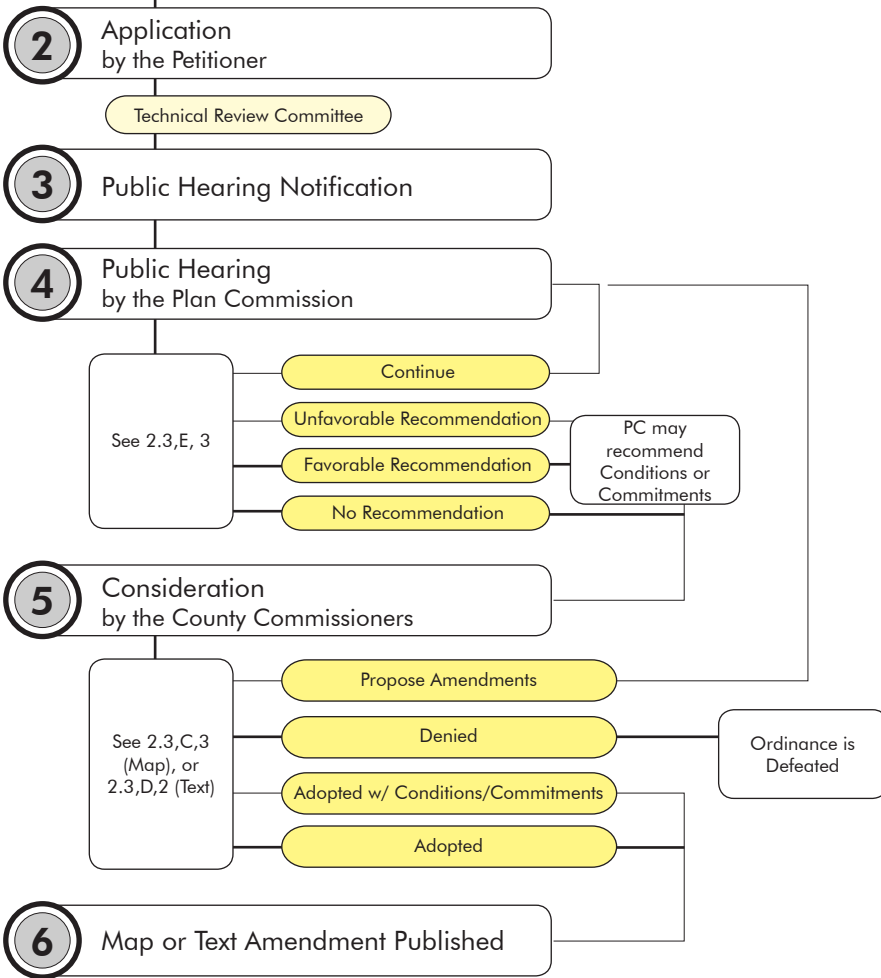 2
Application
by the Petitioner
Technical Review Committee
3
Public Hearing Notification
4
Public Hearing
by the Plan Commission
See 2.3,E, 3
Continue
Unfavorable Recommendation
Favorable Recommendation
No Recommendation
PC may
recommend
Conditions or
Commitments
5
Consideration
by the County Commissioners
See 2.3,C,3
(Map), or
2.3,D,2 (Text)
Propose Amendments
Denied
Adopted w/ Conditions/Commitments
Adopted
Ordinance is
Defeated
6
Map or Text Amendment Published